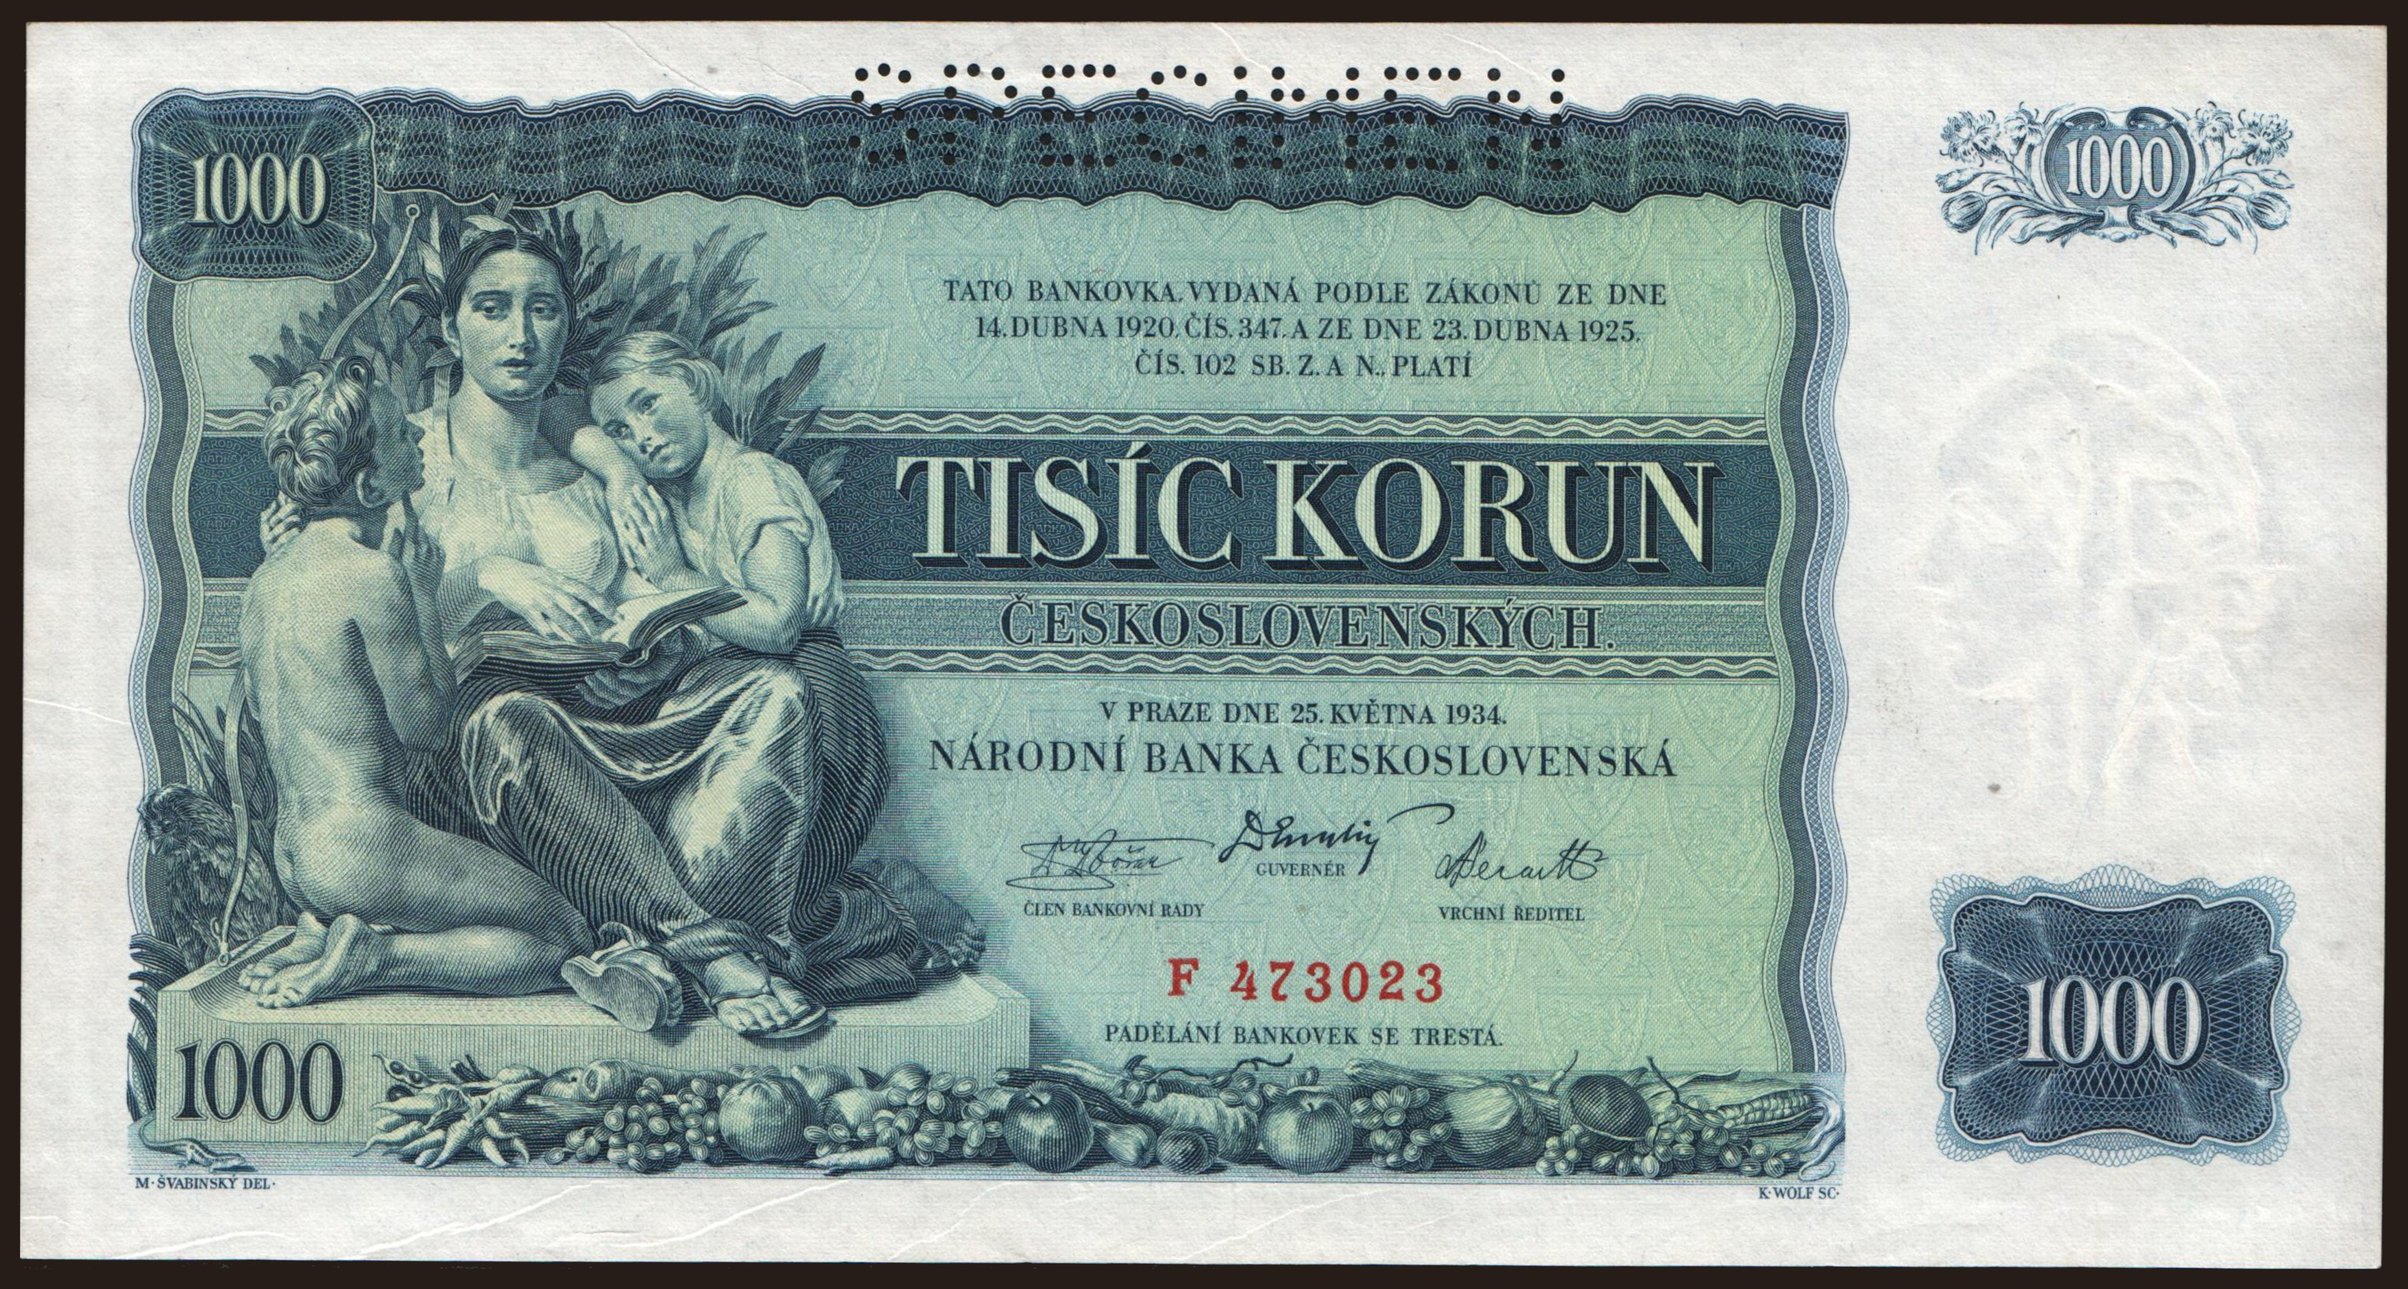 SPECIMEN
1000
1000
TATO BANKOVKA, VYDANÁ PODLE ZÁKONŮ ZE DNE
14. DUBNA 1920, ČÍS. 347, A ZE DNE 23. DUBNA 1925,
ČÍS. 102 SB. Z. A N., PLATÍ
TISÍC KORUN
ČESKOSLOVENSKÝCH.
V PRAZE DNE 25. KVĚTNA 1934.
NÁRODNÍ BANKA ČESKOSLOVENSKÁ
GUVERNÉR
ČLEN BANKOVNÍ RADY
VRCHNÍ ŘEDITEL
F 473023
PADĚLÁNÍ BANKOVEK SE TRESTÁ.
1000
1000
M·ŠVABINSKÝ DEL·
K·WOLF SC·